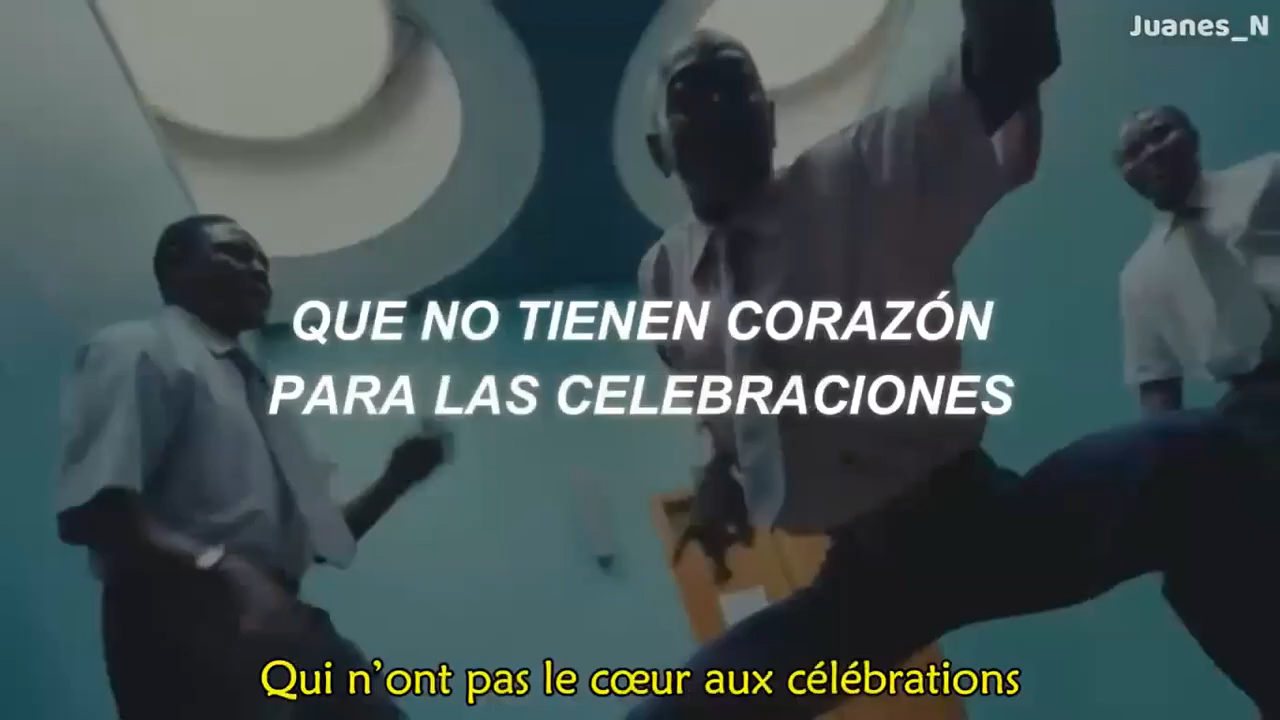 Juanes_N
QUE NO TIENEN CORAZÓN
PARA LAS CELEBRACIONES
Qui n’ont pas le cœur aux célébrations